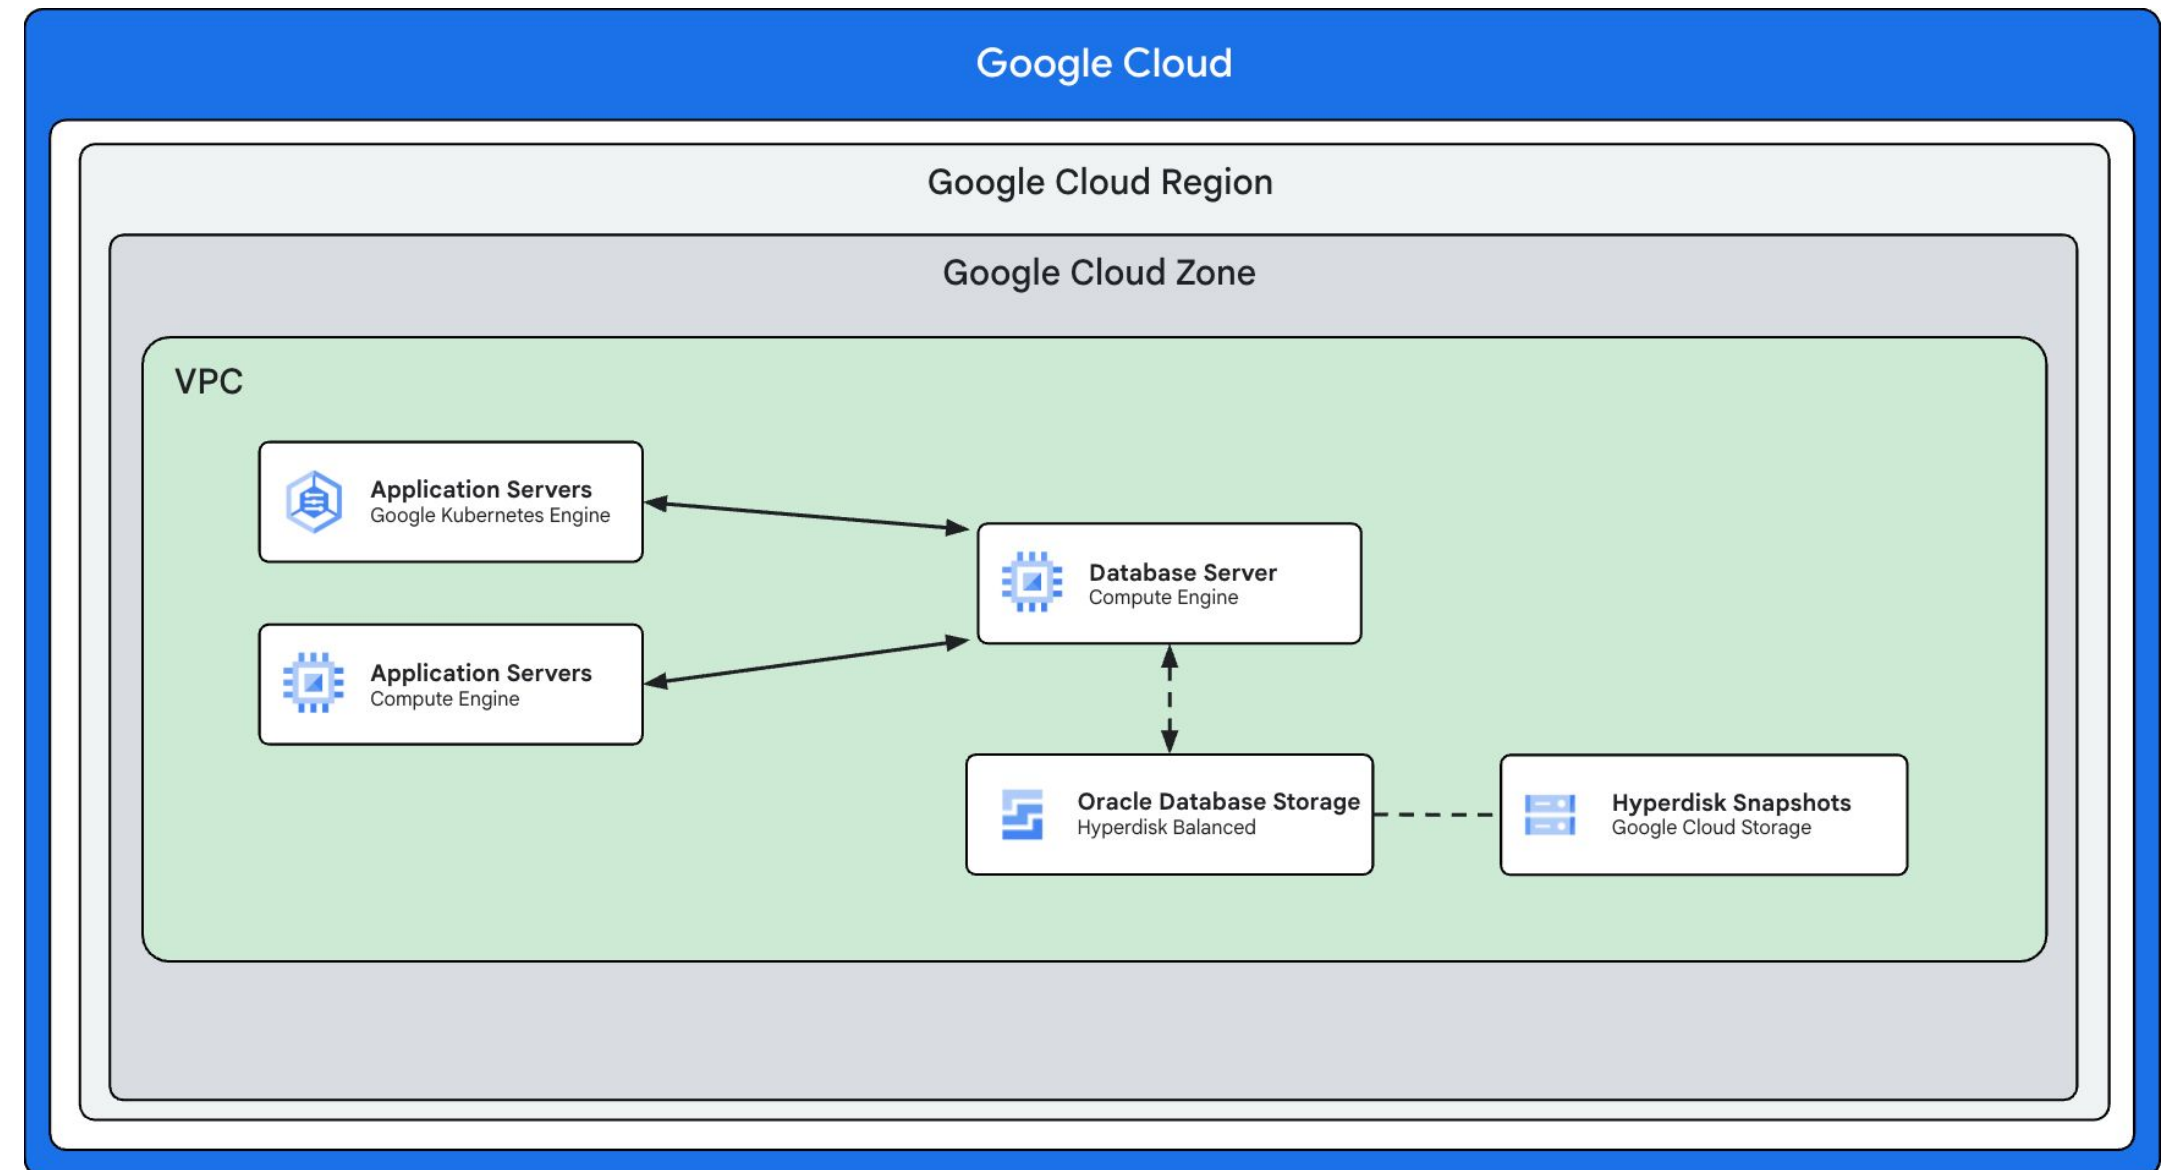 Google Cloud
Google Cloud Region
Google Cloud Zone
VPC
Application Servers
Google Kubernetes Engine
Application Servers
Compute Engine
Database Server
Compute Engine
Oracle Database Storage
Hyperdisk Balanced
Hyperdisk Snapshots
Google Cloud Storage